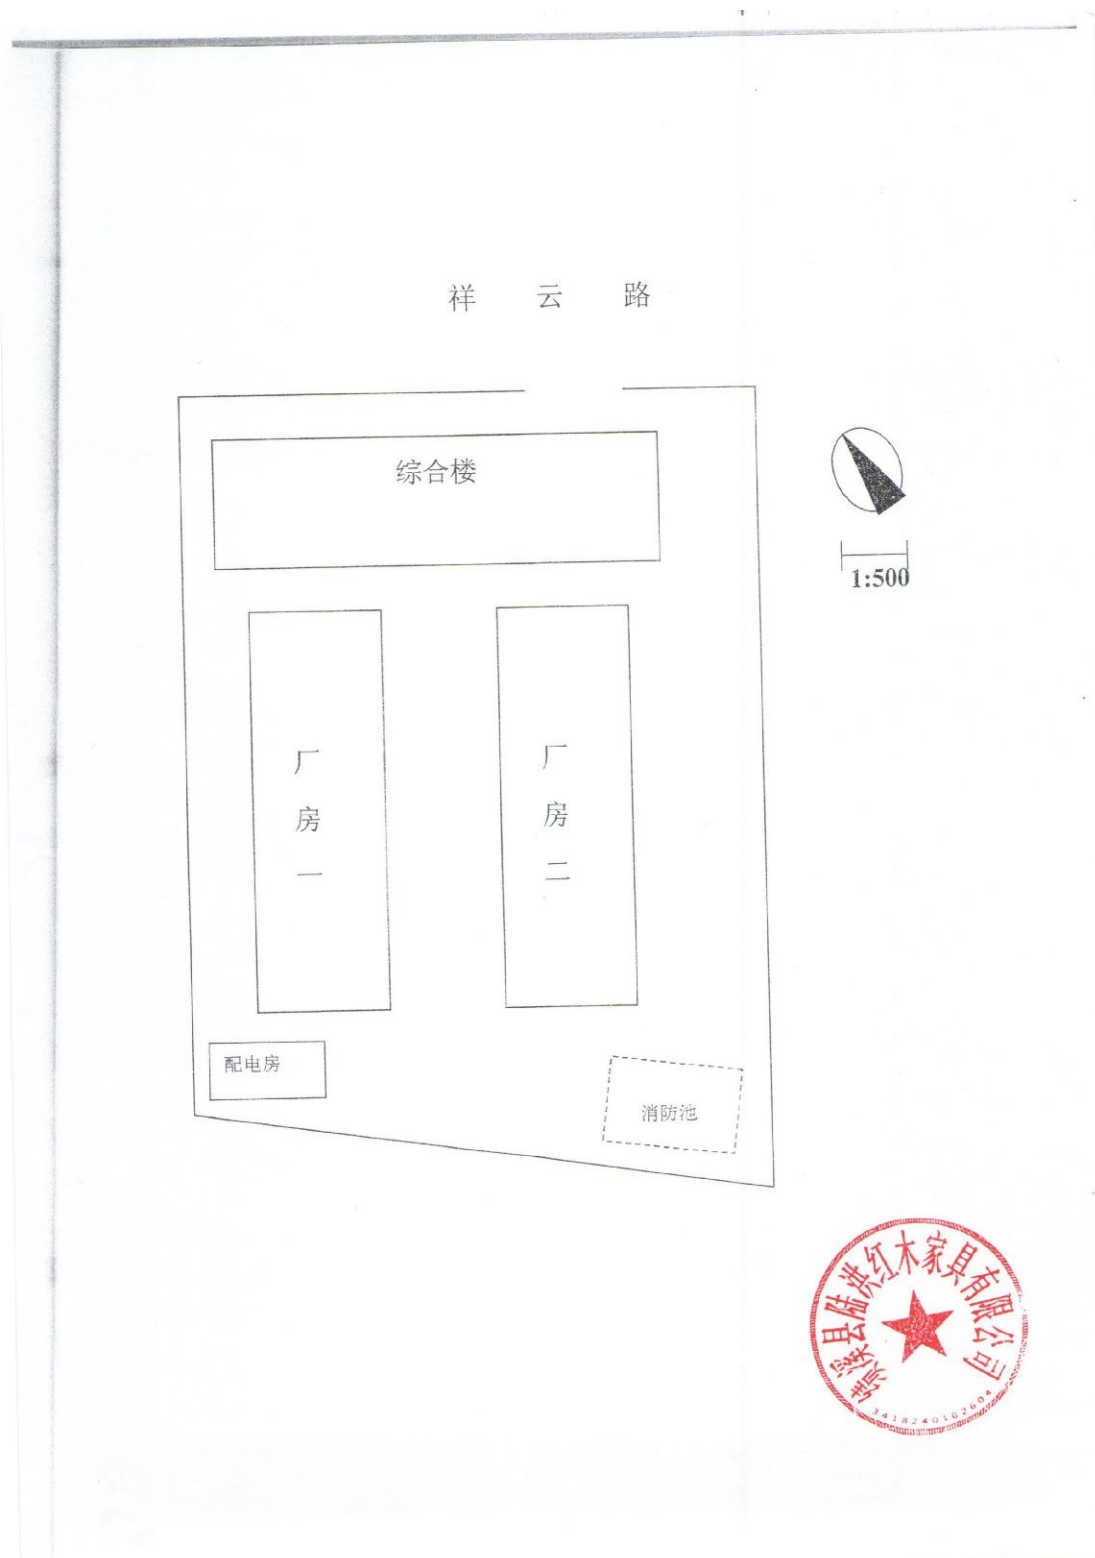 祥云路
综合楼
1:500
厂房一
厂房二
配电房
消防池
绩溪县陆洪红木家具有限公司
3418240102604